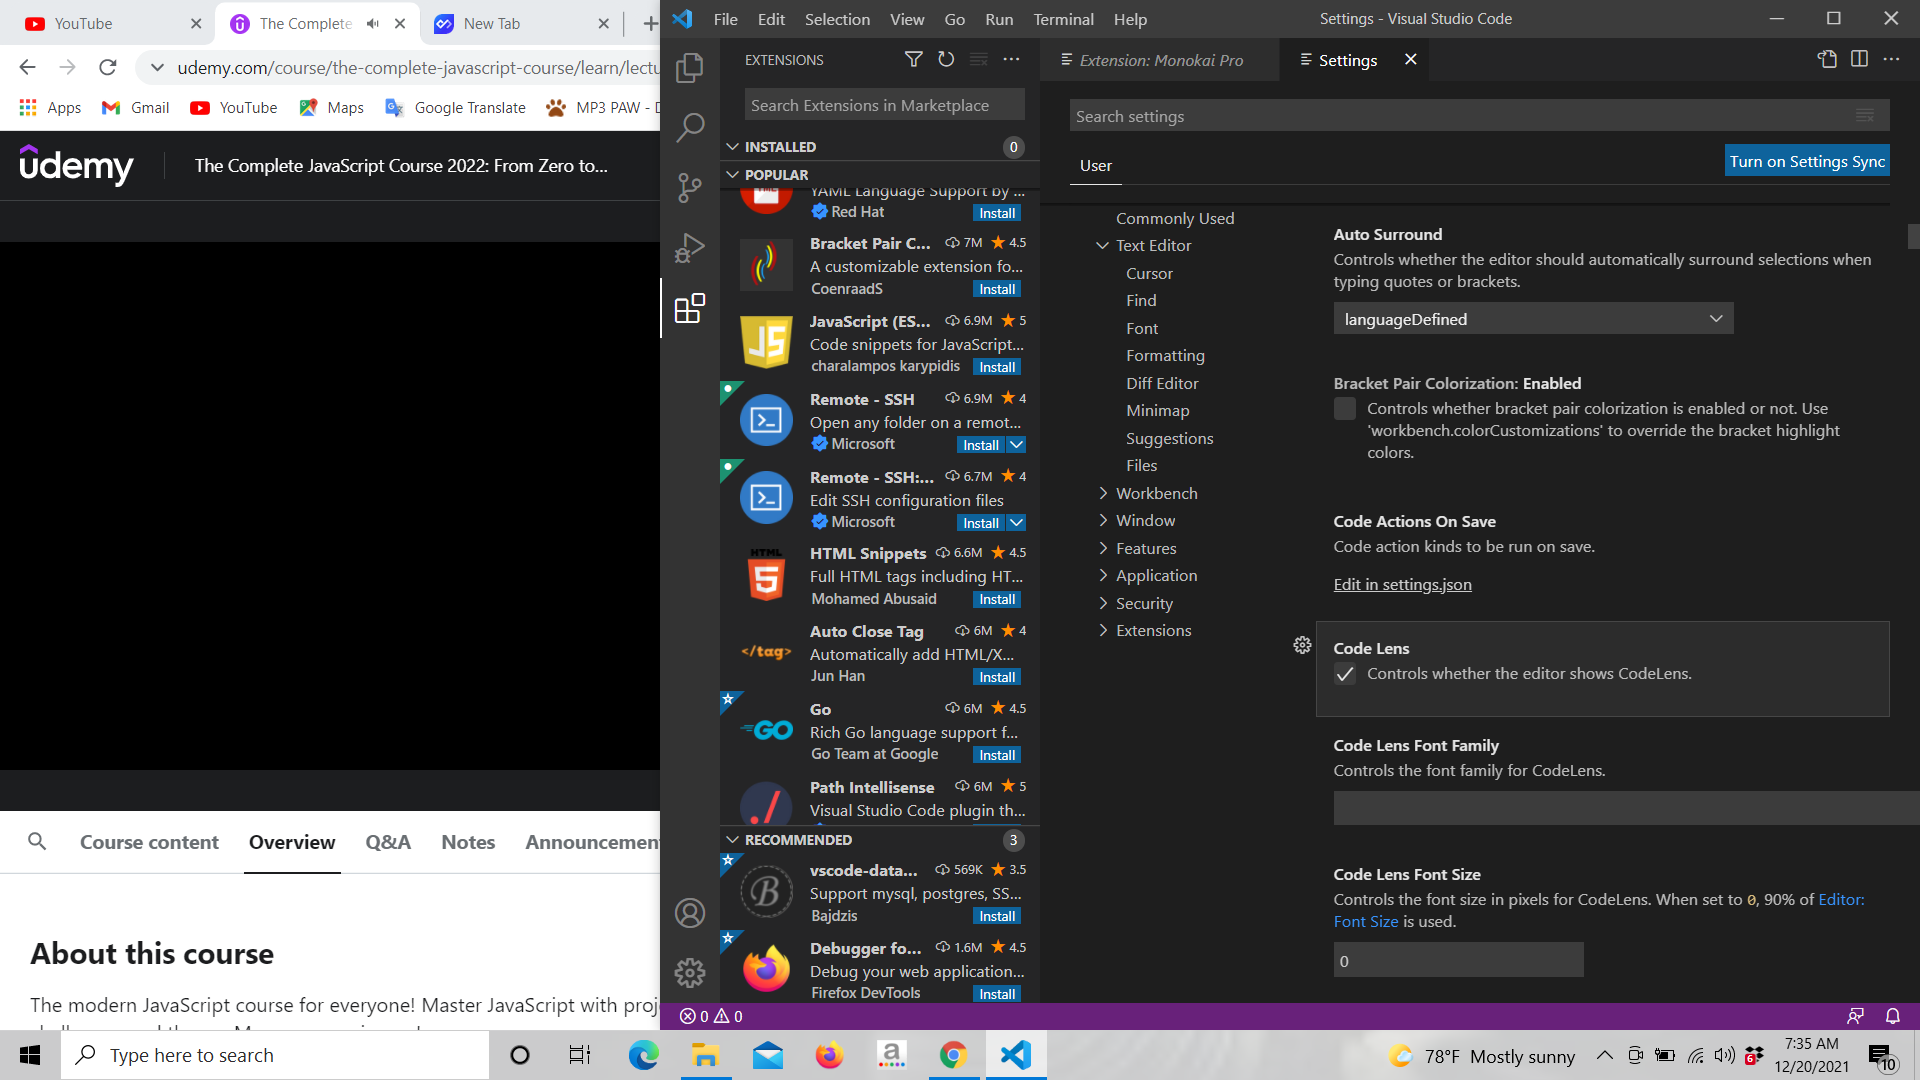 YouTube
The Complete
New Tab
udemy.com/course/the-complete-javascript-course/learn/lectu
Apps
Gmail
YouTube
Maps
Google Translate
MP3 PAW - D
udemy
The Complete JavaScript Course 2022: From Zero to...
Course content
Overview
Q&A
Notes
Announcemen
About this course
The modern JavaScript course for everyone! Master JavaScript with proj
File Edit Selection View Go Run Terminal Help
Settings - Visual Studio Code
EXTENSIONS
Search Extensions in Marketplace
INSTALLED
0
POPULAR
YAML Language Support by ...
Red Hat
Install
Bracket Pair C... 7M 4.5
A customizable extension fo...
CoenraadS
Install
JS
JavaScript (ES... 6.9M 5
Code snippets for JavaScript...
charalampos karypidis
Install
Remote - SSH 6.9M 4
Open any folder on a remot...
Microsoft
Install
Remote - SSH:... 6.7M 4
Edit SSH configuration files
Microsoft
Install
HTML
5
HTML Snippets 6.6M 4.5
Full HTML tags including HT...
Mohamed Abusaid
Install
</tag>
Auto Close Tag 6M 4
Automatically add HTML/X...
Jun Han
Install
GO
Go 6M 4.5
Rich Go language support f...
Go Team at Google
Install
Path Intellisense 6M 5
Visual Studio Code plugin th...
RECOMMENDED
3
B
vscode-data... 569K 3.5
Support mysql, postgres, SS...
Bajdzis
Install
Debugger fo... 1.6M 4.5
Debug your web application...
Firefox DevTools
Install
Extension: Monokai Pro
Settings
Search settings
User
Turn on Settings Sync
Commonly Used
Text Editor
Cursor
Find
Font
Formatting
Diff Editor
Minimap
Suggestions
Files
Workbench
Window
Features
Application
Security
Extensions
Auto Surround
Controls whether the editor should automatically surround selections when
typing quotes or brackets.
languageDefined
Bracket Pair Colorization: Enabled
Controls whether bracket pair colorization is enabled or not. Use
'workbench.colorCustomizations' to override the bracket highlight
colors.
Code Actions On Save
Code action kinds to be run on save.
Edit in settings.json
Code Lens
Controls whether the editor shows CodeLens.
Code Lens Font Family
Controls the font family for CodeLens.
Code Lens Font Size
Controls the font size in pixels for CodeLens. When set to 0, 90% of Editor:
Font Size is used.
0
0 0
Type here to search
a
78°F Mostly sunny
6
7:35 AM
12/20/2021
10